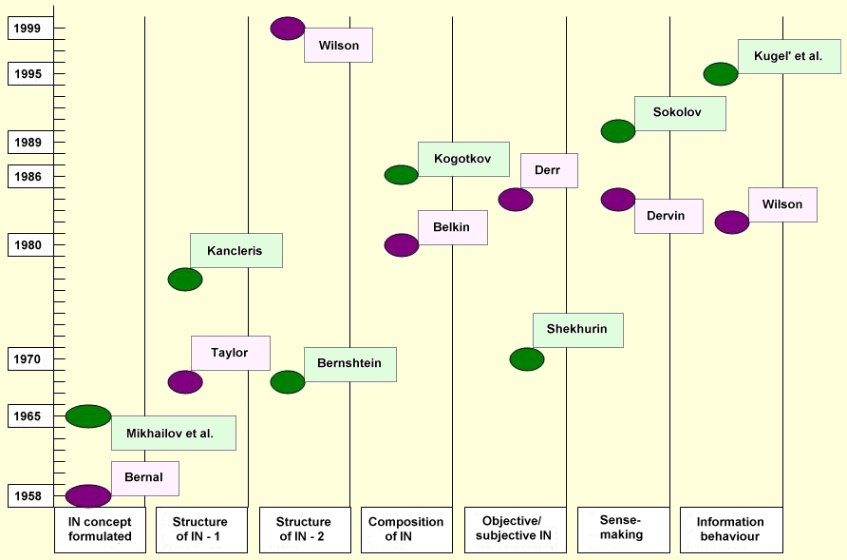 1999
Wilson
Kugel' et al.
1995
Sokolov
1989
Kogotkov
Derr
1986
Wilson
Dervin
Belkin
1980
Kancleris
Shekhurin
Taylor
1970
Bernshtein
1965
Mikhailov et al.
Bernal
1958
IN concept
formulated
Structure
of IN - 1
Structure
of IN - 2
Composition
of IN
Objective/
subjective IN
Sense-
making
Information
behaviour